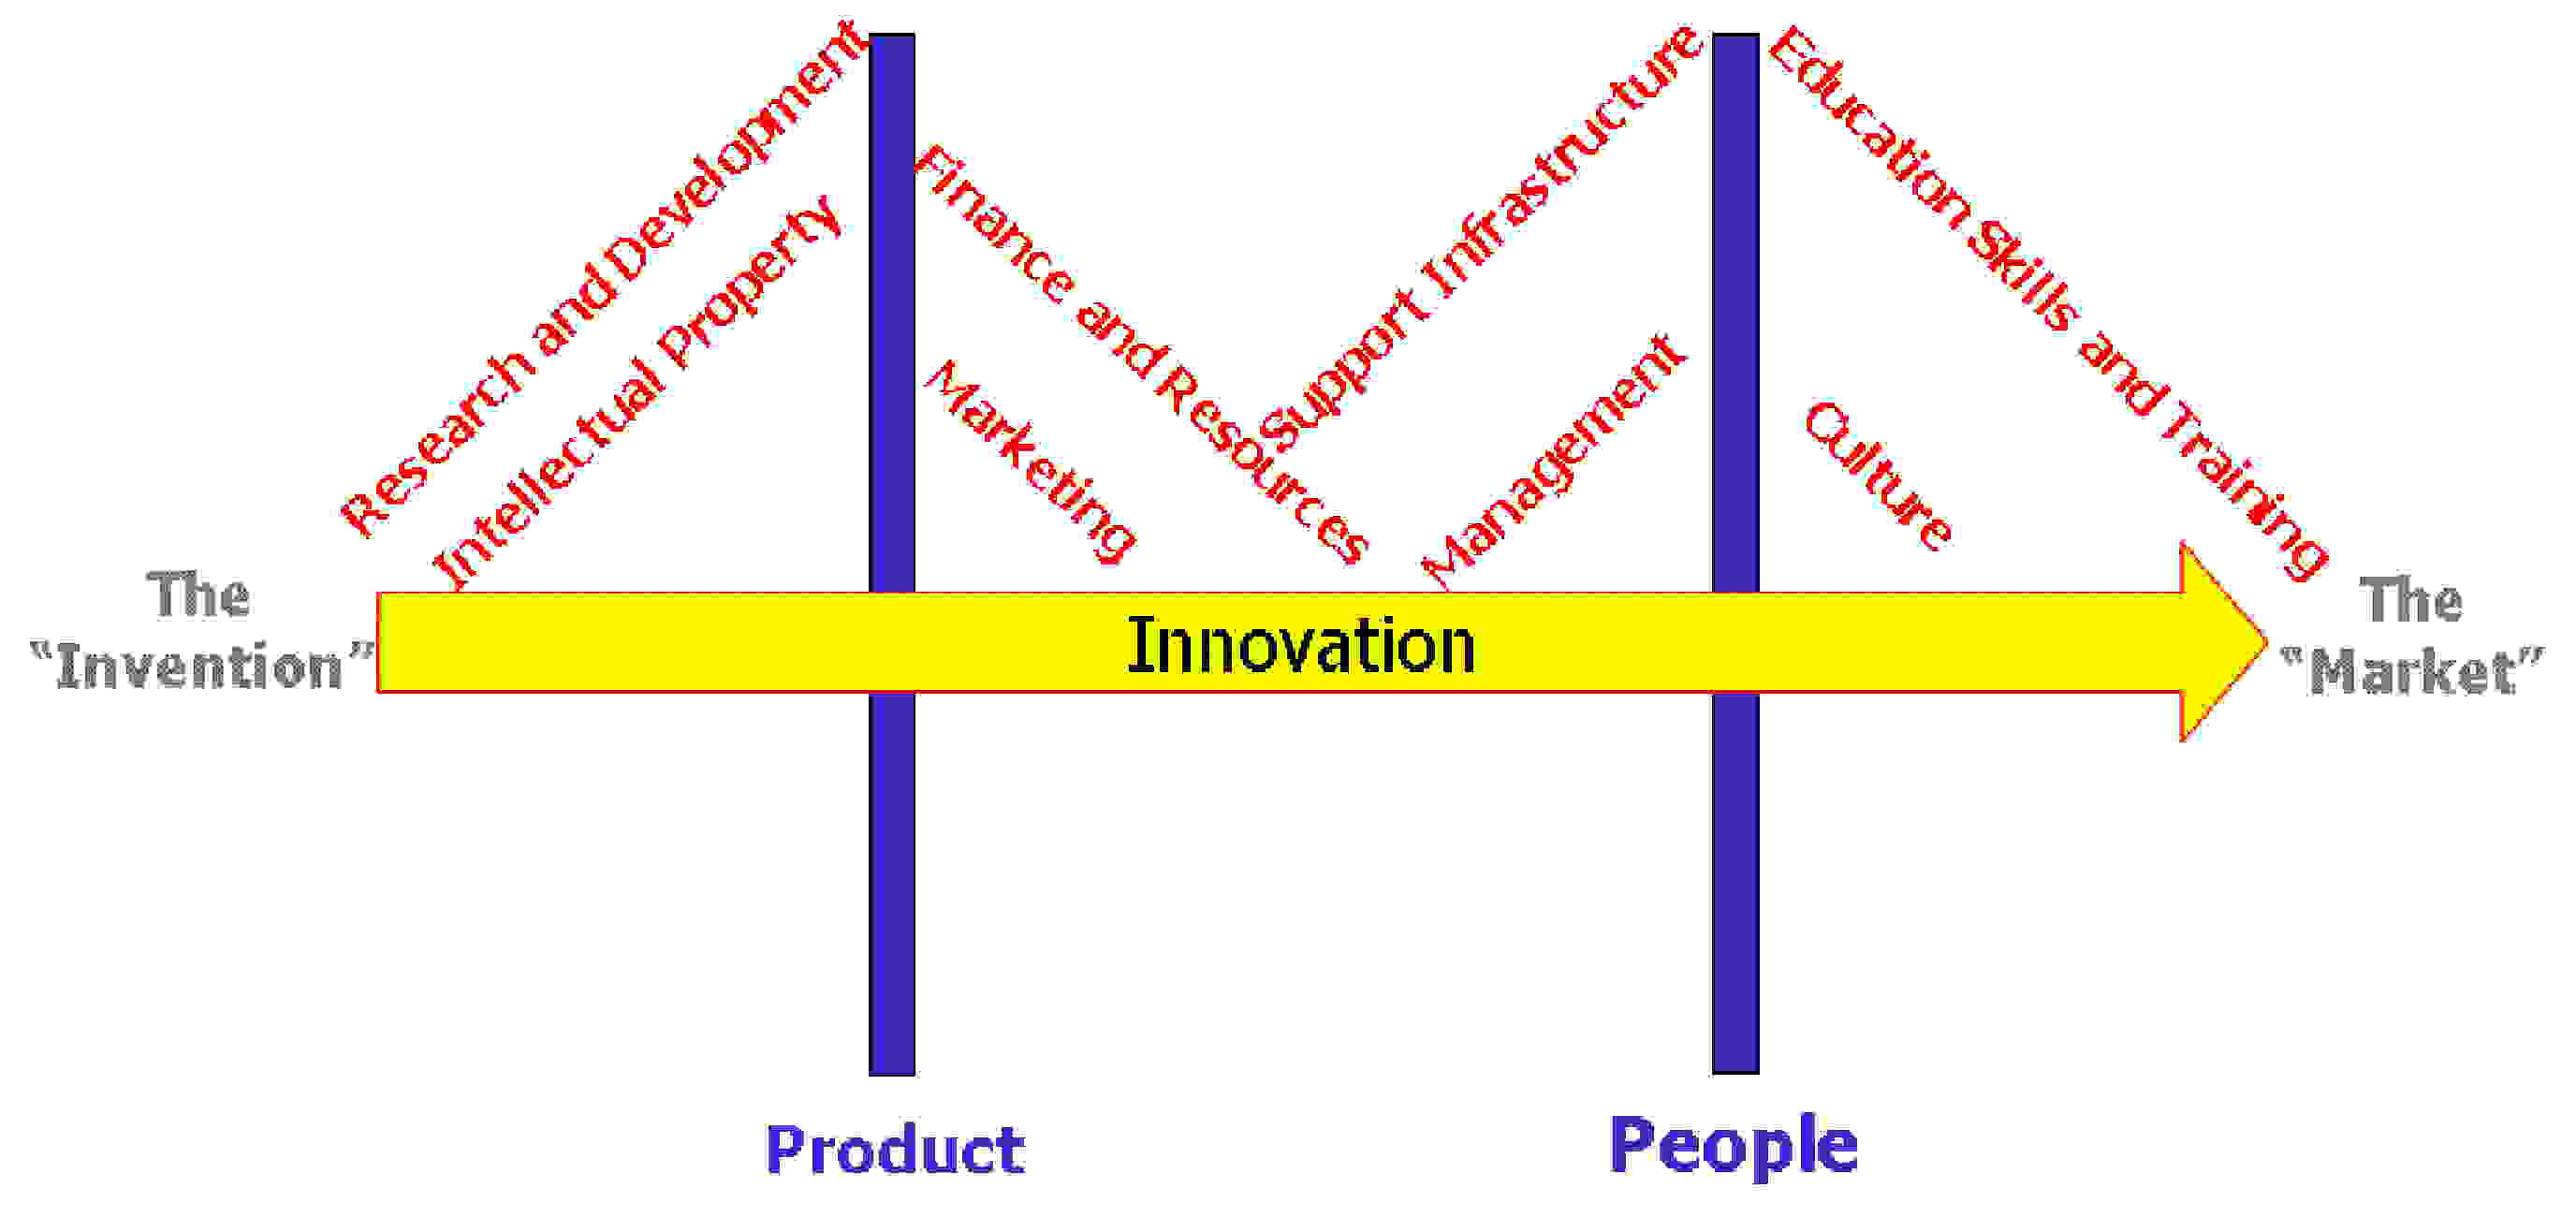 Research and Development
Intellectual Property
Finance and Resources
Marketing
Support Infrastructure
Management
Education Skills and Training
Culture
The
“Invention”
Innovation
The
“Market”
Product
People